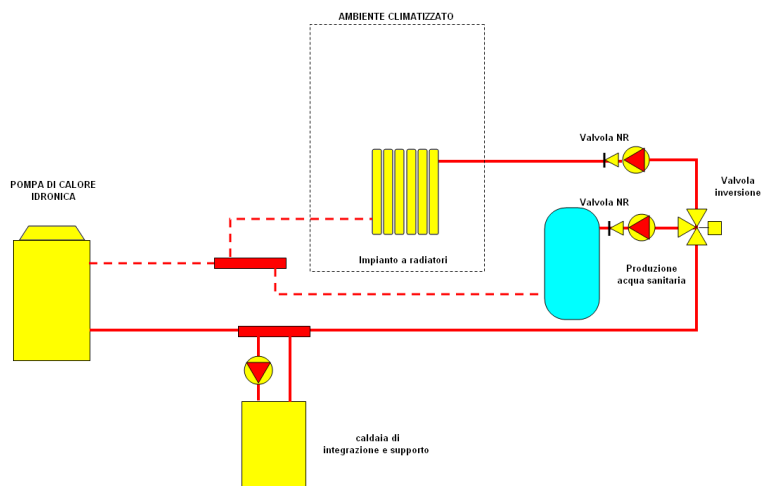 AMBIENTE CLIMATIZZATO
Valvola NR
POMPA DI CALORE
IDRONICA
Valvola
inversione
Valvola NR
Impianto a radiatori
Produzione
acqua sanitaria
caldaia di
integrazione e supporto